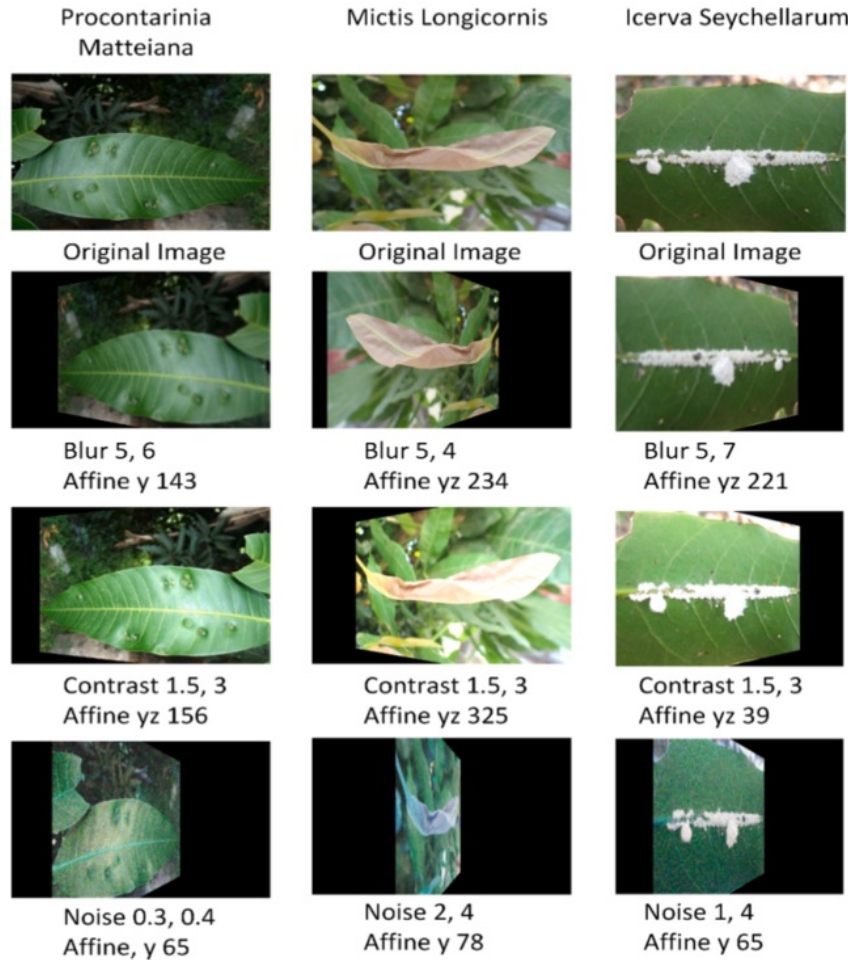 Procontarinia
Matteiana
Mictis Longicornis
Icerva Seychellarum
Original Image
Original Image
Original Image
Blur 5, 6
Affine y 143
Blur 5, 4
Affine yz 234
Blur 5, 7
Affine yz 221
Contrast 1.5, 3
Affine yz 156
Contrast 1.5, 3
Affine yz 325
Contrast 1.5, 3
Affine yz 39
Noise 0.3, 0.4
Affine, y 65
Noise 2, 4
Affine y 78
Noise 1, 4
Affine y 65